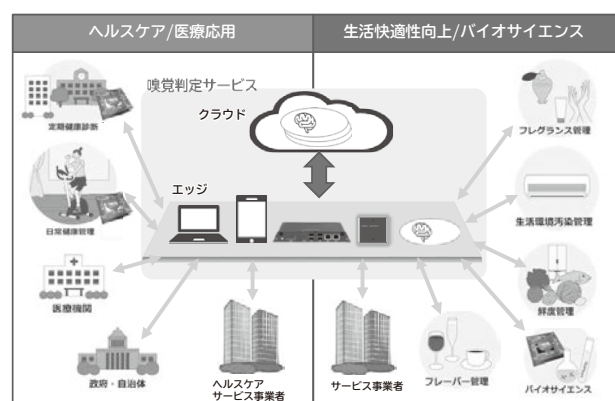 ヘルスケア/医療応用
生活快適性向上/バイオサイエンス
嗅覚判定サービス
クラウド
エッジ
定期健康診断
日常健康管理
医療機関
政府・自治体
ヘルスケア
サービス事業者
サービス事業者
フレーバー管理
フレグランス管理
生活環境汚染管理
鮮度管理
バイオサイエンス